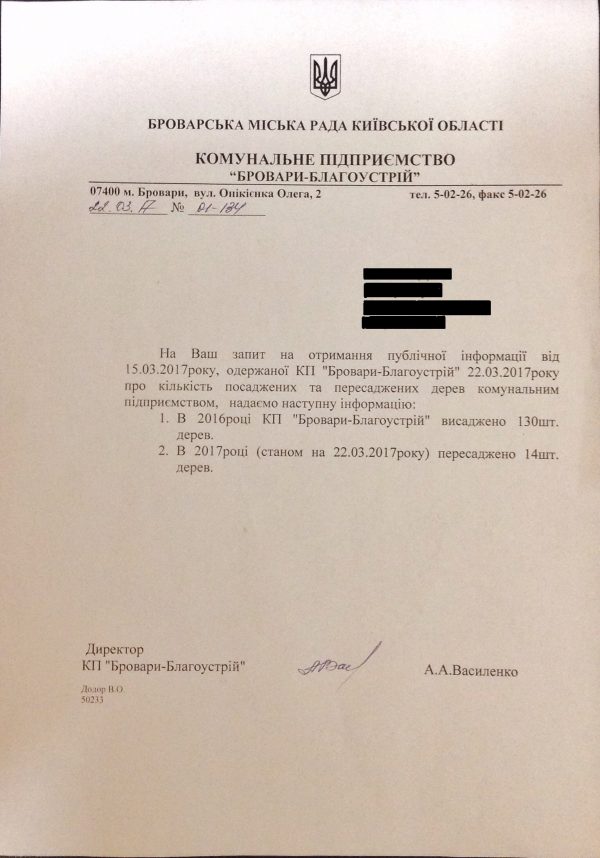 БРОВАРСЬКА МІСЬКА РАДА КИЇВСЬКОЇ ОБЛАСТІ
КОМУНАЛЬНЕ ПІДПРИЄМСТВО
“БРОВАРИ-БЛАГОУСТРІЙ”
07400 м. Бровари, вул. Онікієнка Олега, 2 тел. 5-02-26, факс 5-02-26
22.03.17 № 01-134
На Ваш запит на отримання публічної інформації від
15.03.2017року, одержаної КП "Бровари-Благоустрій" 22.03.2017року
про кількість посаджених та пересаджених дерев комунальним
підприємством, надаємо наступну інформацію:
1. В 2016році КП "Бровари-Благоустрій" висаджено 130шт.
дерев.
2. В 2017році (станом на 22.03.2017року) пересаджено 14шт.
дерев.
Директор
КП "Бровари-Благоустрій" А.А.Василенко
Додор В.О.
50233